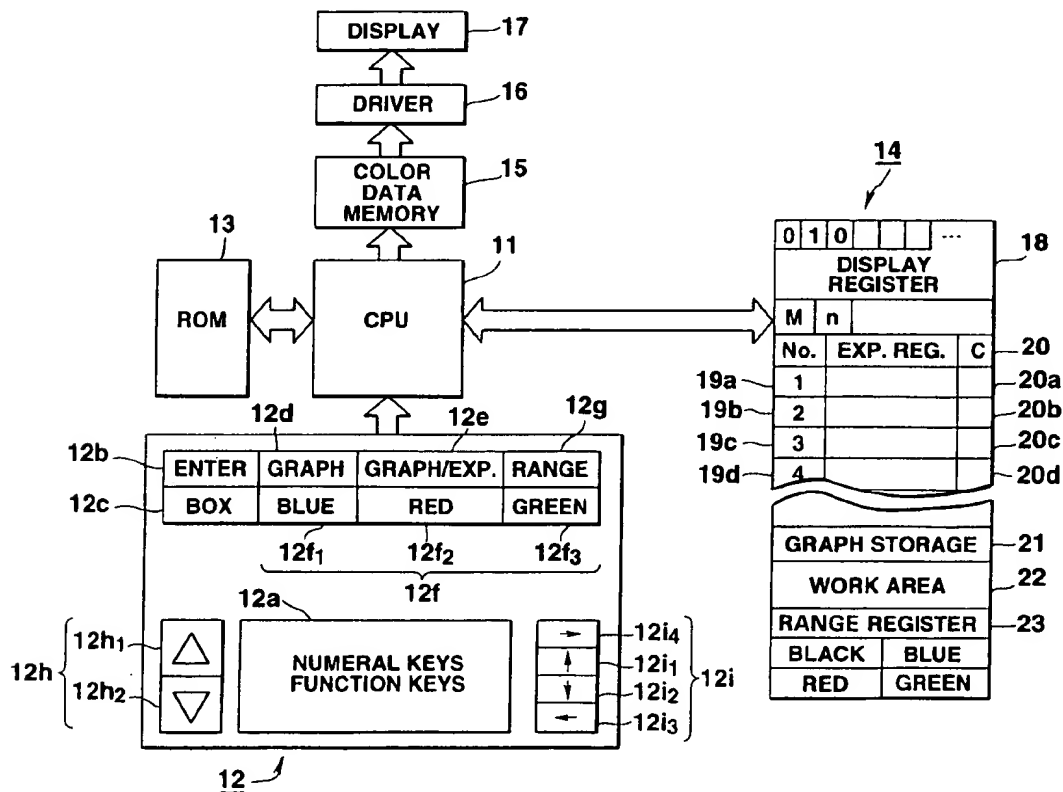 DISPLAY 17
DRIVER 16
COLOR DATA MEMORY 15
13
ROM
11
CPU
14
0 1 0 ...
DISPLAY REGISTER 18
M n
No. EXP. REG. C 20
19a 1 20a
19b 2 20b
19c 3 20c
19d 4 20d
GRAPH STORAGE 21
WORK AREA 22
RANGE REGISTER 23
BLACK BLUE
RED GREEN
12d 12e 12g
12b ENTER GRAPH GRAPH/EXP. RANGE
12c BOX BLUE RED GREEN
12f1 12f2 12f3
12f
12a
12h 12h1 △
12h2 ▽
NUMERAL KEYS
FUNCTION KEYS
→ 12i4
↑ 12i1
↓ 12i2
← 12i3
12i
12